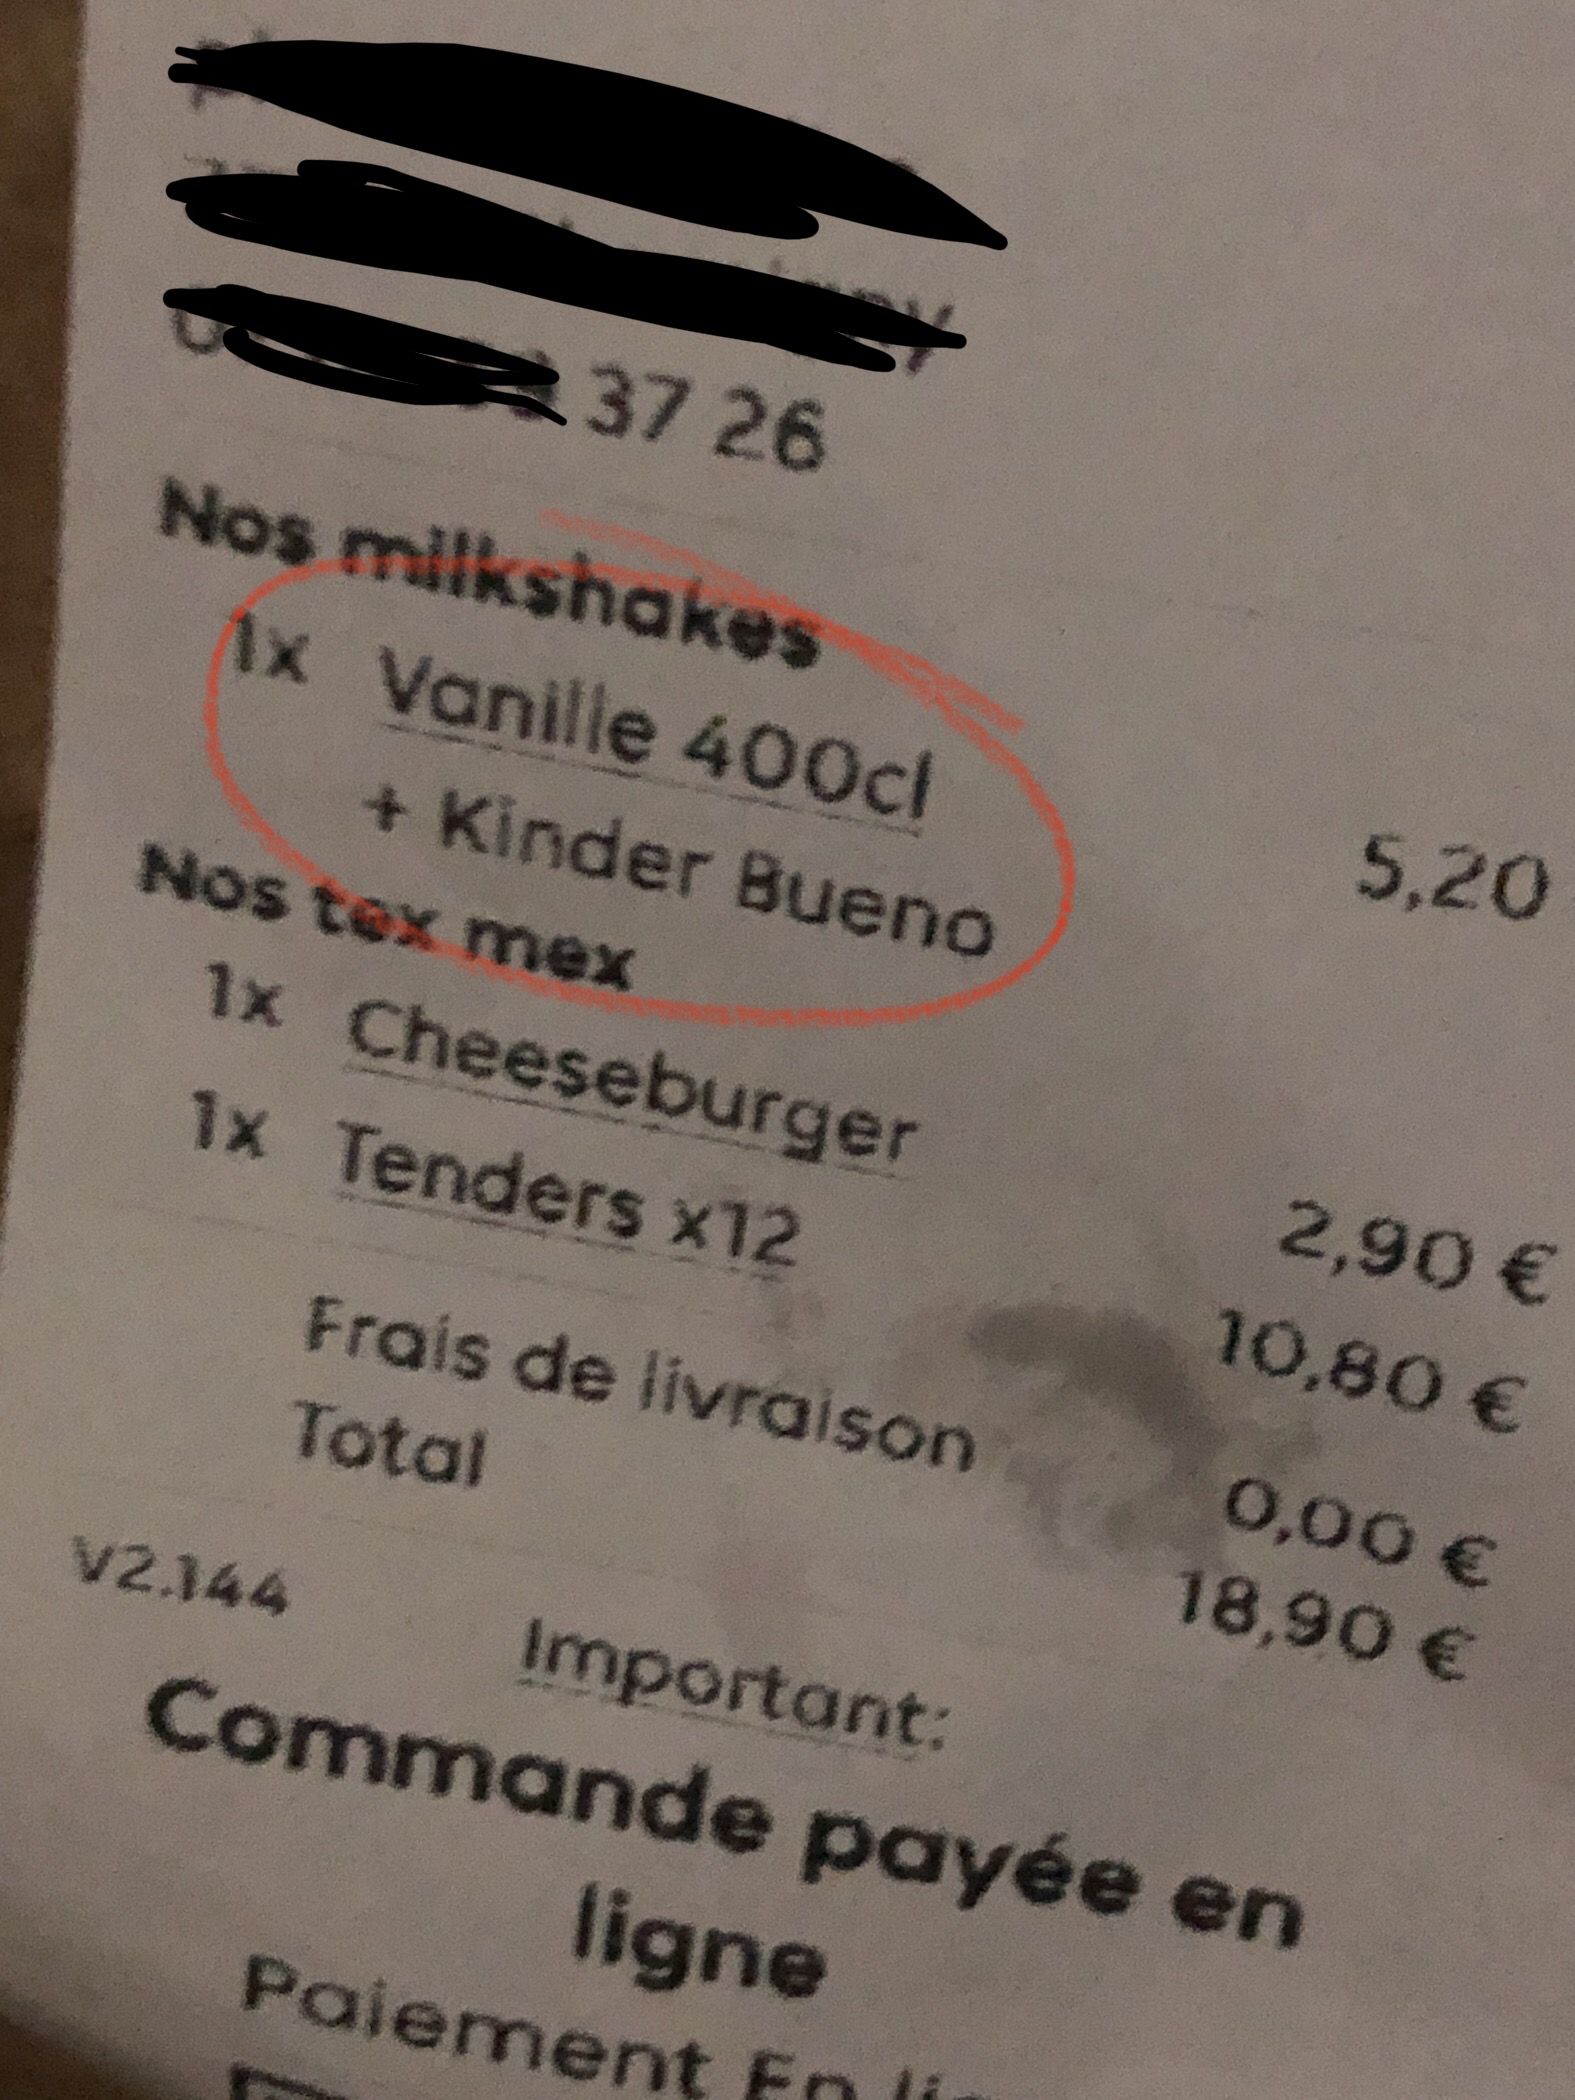 37 26
Nos milkshakes
1x Vanille 400cl
+ Kinder Bueno 5,20
Nos tex mex
1x Cheeseburger 2,90 €
1x Tenders x12 10,80 €
Frais de livraison 0,00 €
Total 18,90 €
V2.144
Important:
Commande payée en
ligne
Paiement En